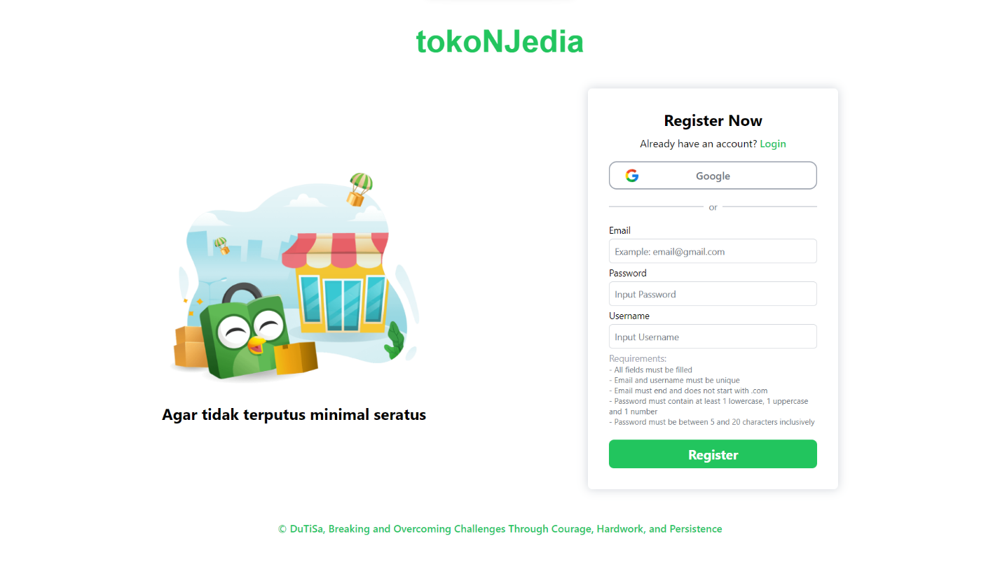 tokoNJedia
Register Now
Already have an account? Login
Google
or
Email
Example: email@gmail.com
Password
Input Password
Username
Input Username
Requirements:
- All fields must be filled
- Email and username must be unique
- Email must end and does not start with .com
- Password must contain at least 1 lowercase, 1 uppercase
and 1 number
- Password must be between 5 and 20 characters inclusively
Register
Agar tidak terputus minimal seratus
© DuTiSa, Breaking and Overcoming Challenges Through Courage, Hardwork, and Persistence